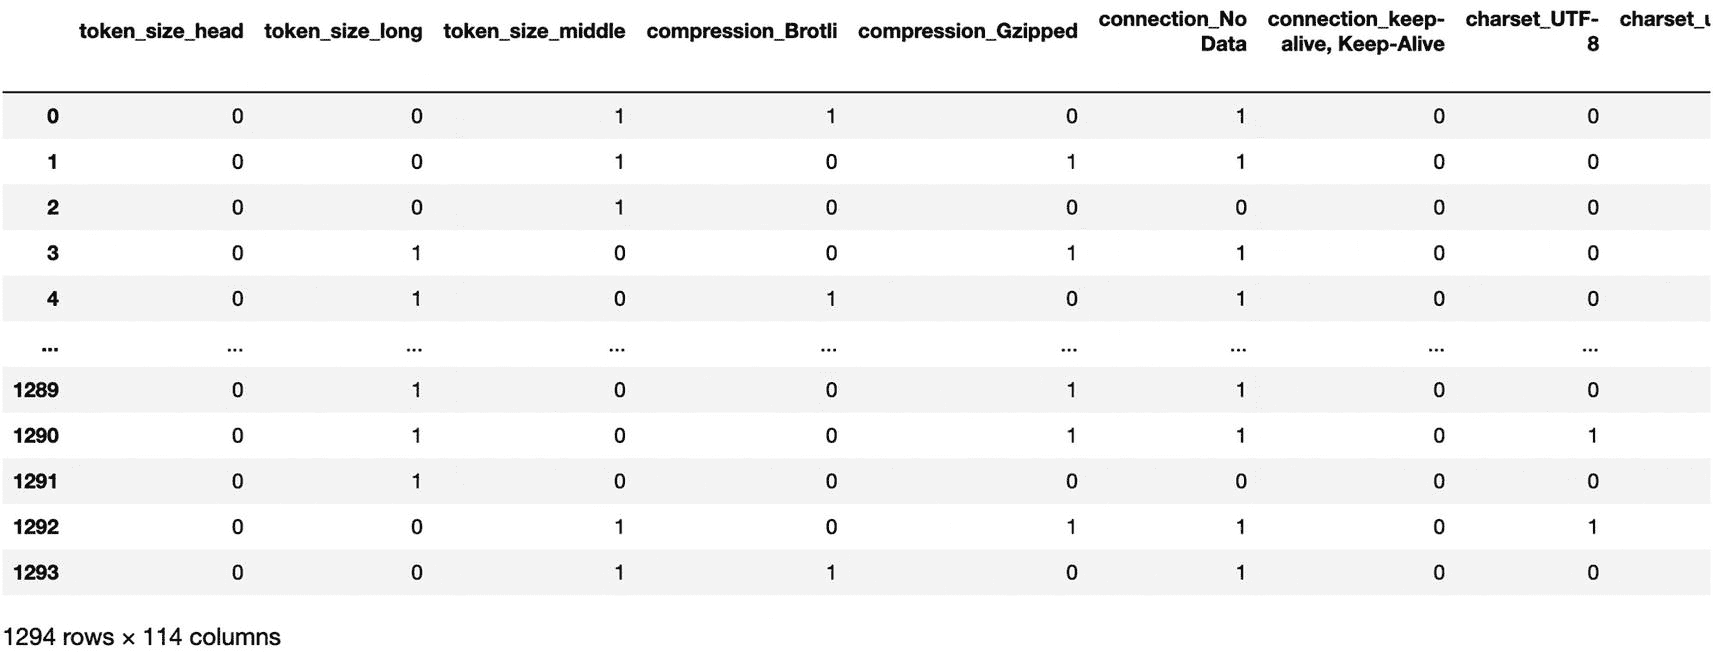 token_size_head token_size_long token_size_middle compression_Brotli compression_Gzipped connection_No Data connection_keep-alive, Keep-Alive charset_UTF-8 charset_u
0 0 0 1 1 0 1 0 0
1 0 0 1 0 1 1 0 0
2 0 0 1 0 0 0 0 0
3 0 1 0 0 1 1 0 0
4 0 1 0 1 0 1 0 0
... ... ... ... ... ... ... ... ...
1289 0 1 0 0 1 1 0 0
1290 0 1 0 0 1 1 0 1
1291 0 1 0 0 0 0 0 0
1292 0 0 1 0 1 1 0 1
1293 0 0 1 1 0 1 0 0
1294 rows × 114 columns